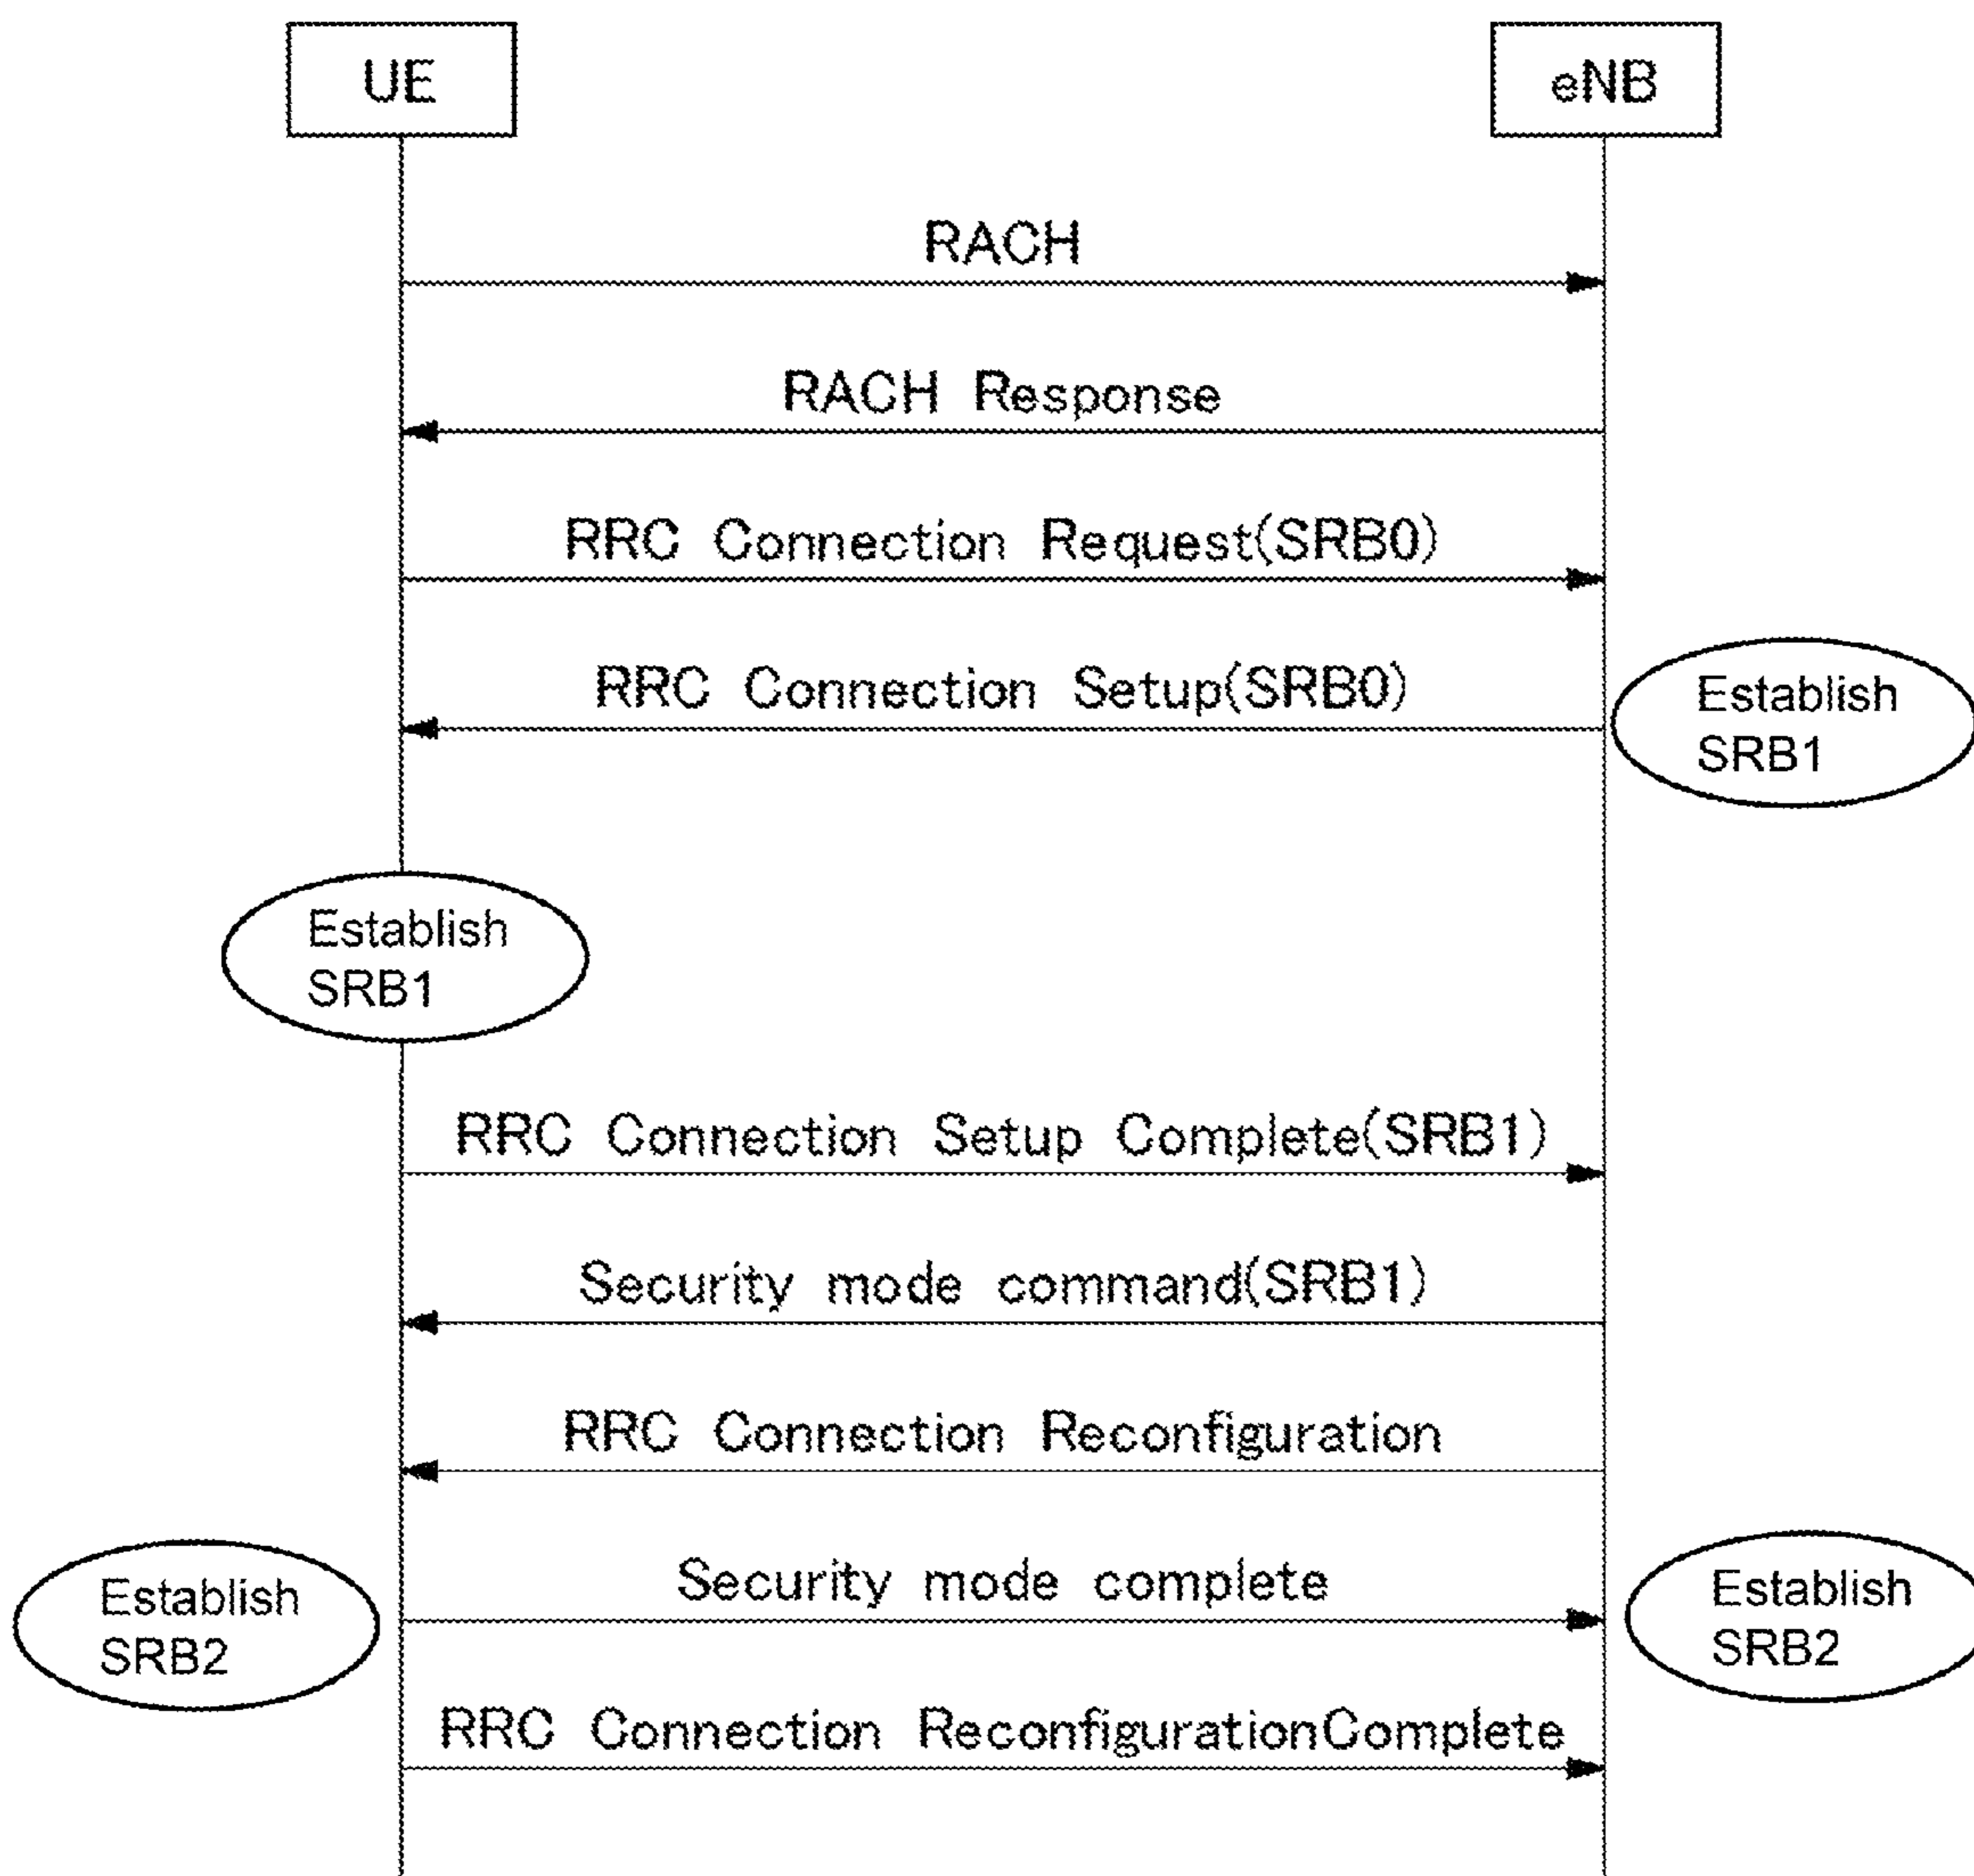 UE
eNB
RACH
RACH Response
RRC Connection Request(SRB0)
RRC Connection Setup(SRB0)
Establish
SRB1
Establish
SRB1
RRC Connection Setup Complete(SRB1)
Security mode command(SRB1)
RRC Connection Reconfiguration
Security mode complete
Establish
SRB2
Establish
SRB2
RRC Connection ReconfigurationComplete